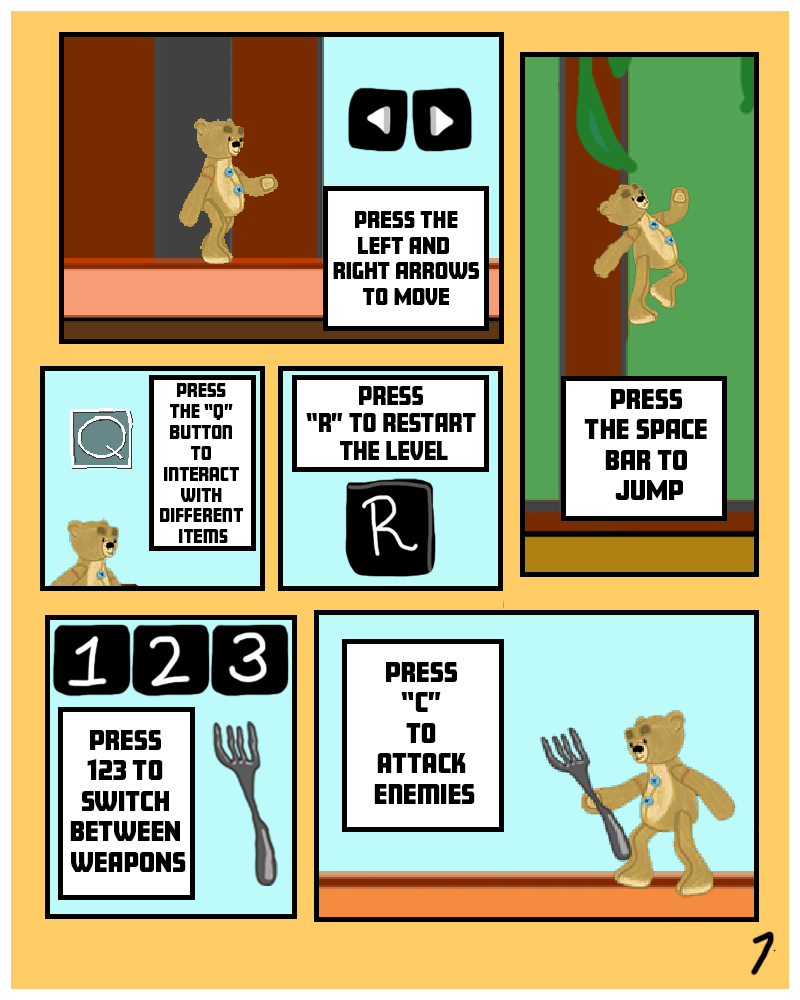 PRESS THE
LEFT AND
RIGHT ARROWS
TO MOVE
PRESS
THE SPACE
BAR TO
JUMP
Q
PRESS
THE "Q"
BUTTON
TO
INTERACT
WITH
DIFFERENT
ITEMS
PRESS
"R" TO RESTART
THE LEVEL
R
1 2 3
PRESS
123 TO
SWITCH
BETWEEN
WEAPONS
PRESS
"C"
TO
ATTACK
ENEMIES
7